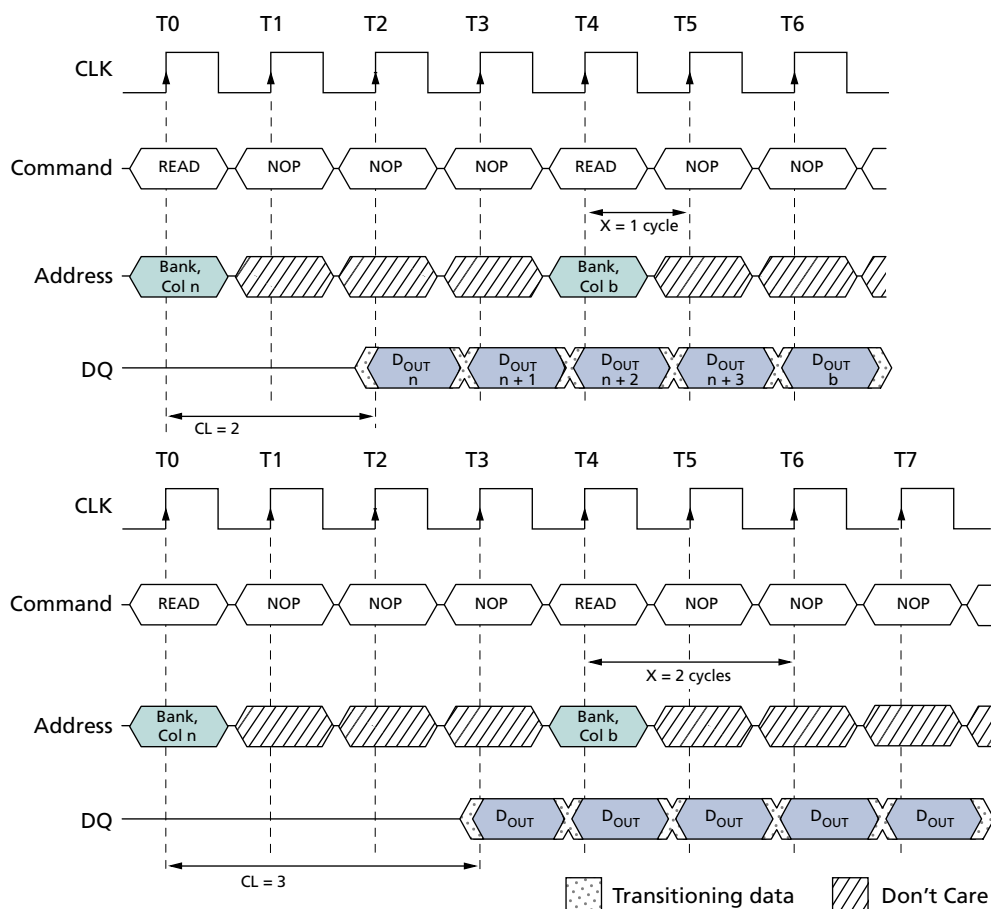 T0 T1 T2 T3 T4 T5 T6
CLK
Command READ NOP NOP NOP READ NOP NOP
X = 1 cycle
Address Bank, Col n Bank, Col b
DQ DOUT n DOUT n + 1 DOUT n + 2 DOUT n + 3 DOUT b
CL = 2
T0 T1 T2 T3 T4 T5 T6 T7
CLK
Command READ NOP NOP NOP READ NOP NOP NOP
X = 2 cycles
Address Bank, Col n Bank, Col b
DQ DOUT DOUT DOUT DOUT DOUT
CL = 3
Transitioning data Don't Care